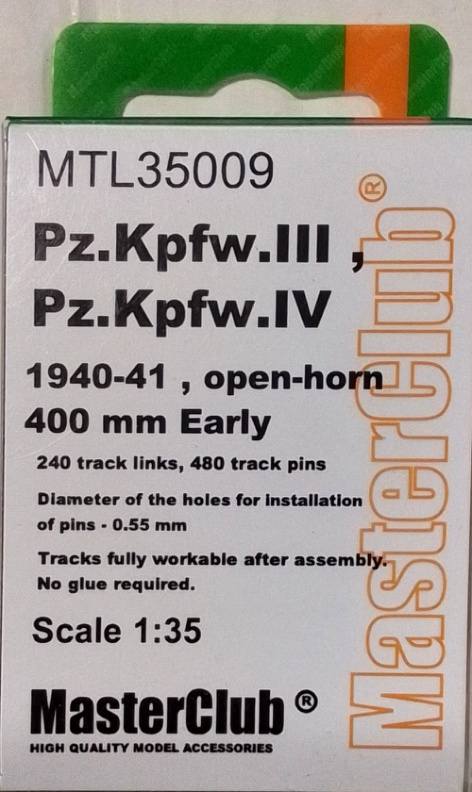 MTL35009
Pz.Kpfw.III ,
Pz.Kpfw.IV
1940-41 , open-horn
400 mm Early
240 track links, 480 track pins
Diameter of the holes for installation
of pins - 0.55 mm
Tracks fully workable after assembly.
No glue required.
Scale 1:35
MasterClub ®
HIGH QUALITY MODEL ACCESSORIES
MasterClub®